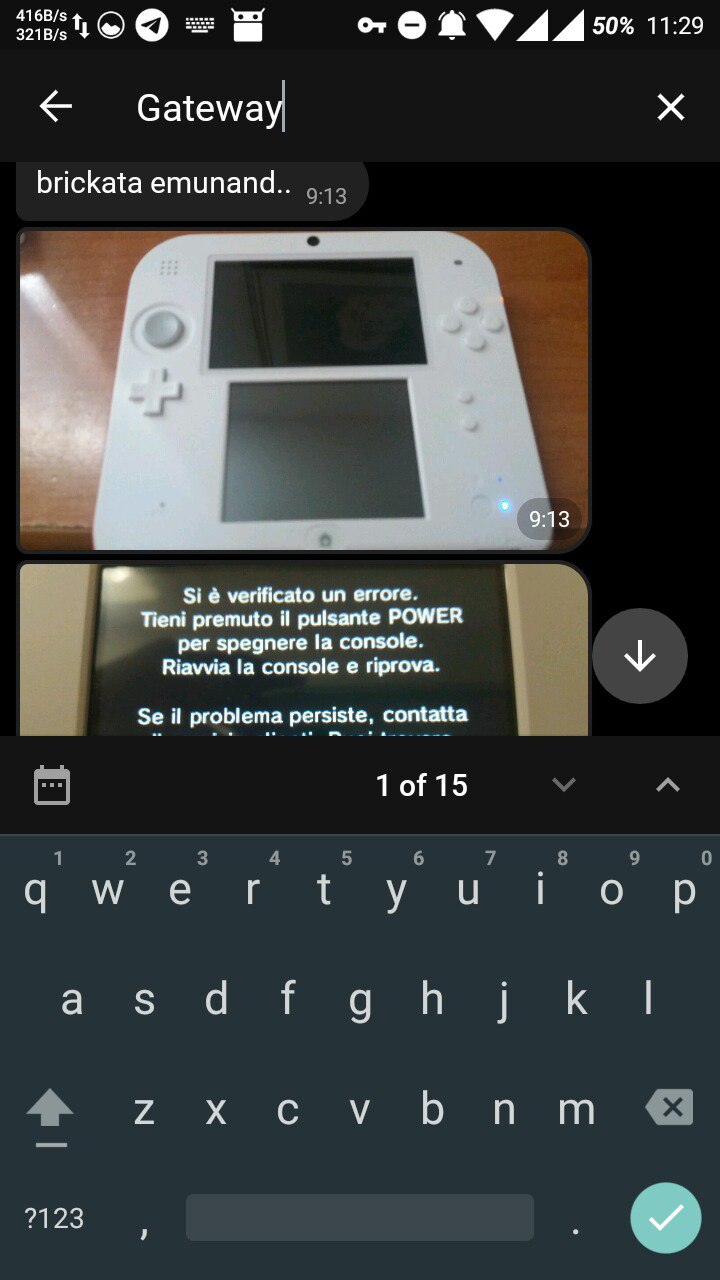 416B/s
321B/s
50% 11:29
Gateway
brickata emunand.. 9:13
9:13
Si è verificato un errore.
Tieni premuto il pulsante POWER
per spegnere la console.
Riavvia la console e riprova.
Se il problema persiste, contatta
1 of 15
1 2 3 4 5 6 7 8 9 0
q w e r t y u i o p
a s d f g h j k l
z x c v b n m
?123 , .